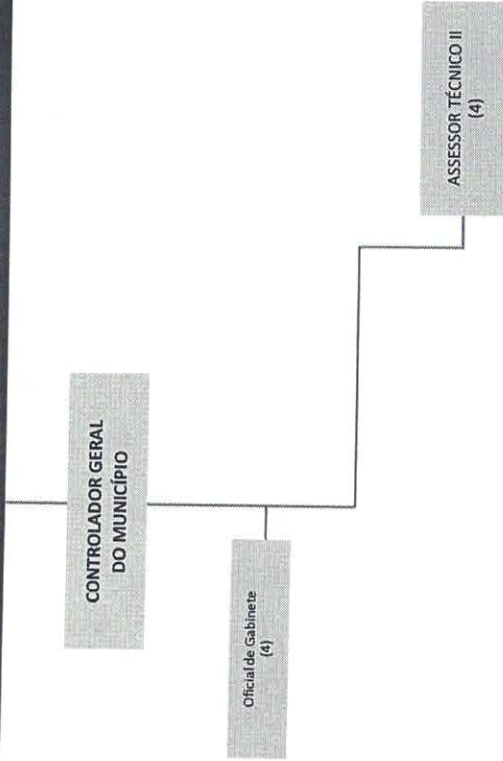 CONTROLADOR GERAL
DO MUNICÍPIO
Oficial de Gabinete
(4)
ASSESSOR TÉCNICO II
(4)